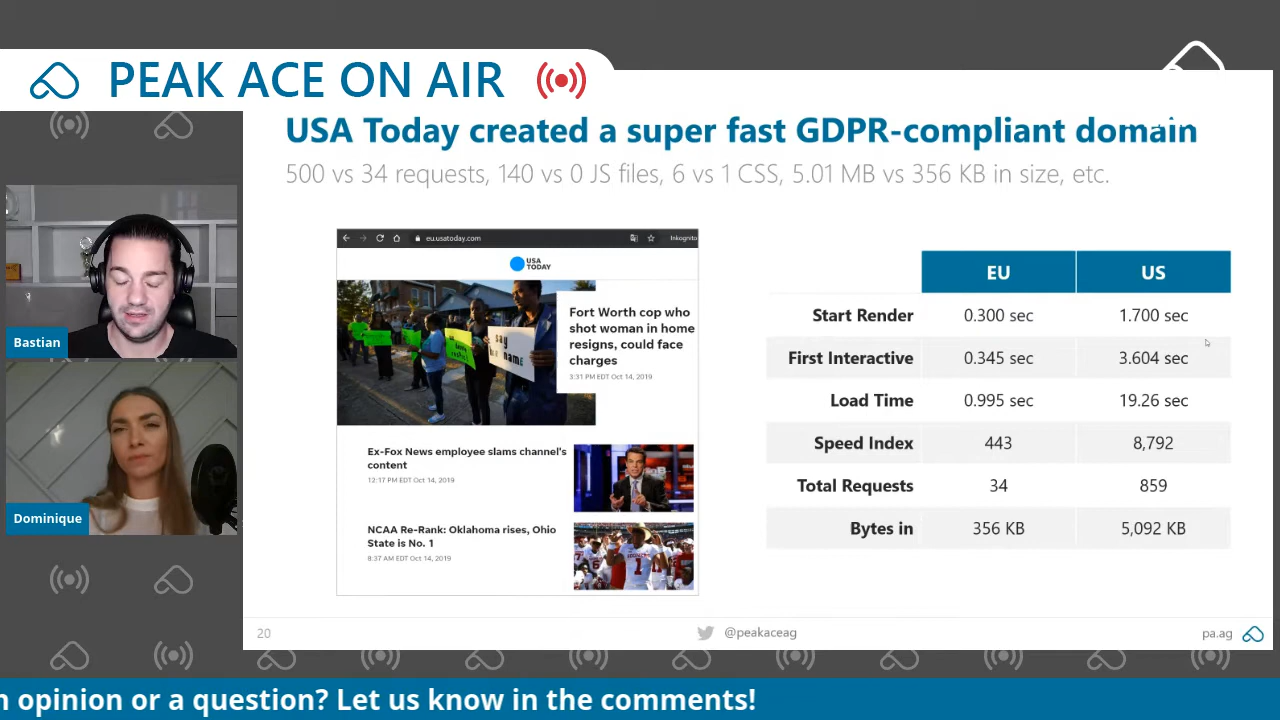 PEAK ACE ON AIR
USA Today created a super fast GDPR-compliant domain
500 vs 34 requests, 140 vs 0 JS files, 6 vs 1 CSS, 5.01 MB vs 356 KB in size, etc.
Bastian
Dominique
eu.usatoday.com
Inkognito
USA
TODAY
Fort Worth cop who
shot woman in home
resigns, could face
charges
3:31 PM EDT Oct 14, 2019
Ex-Fox News employee slams channel's
content
12:17 PM EDT Oct 14, 2019
NCAA Re-Rank: Oklahoma rises, Ohio
State is No. 1
8:37 AM EDT Oct 14, 2019
EU US
Start Render 0.300 sec 1.700 sec
First Interactive 0.345 sec 3.604 sec
Load Time 0.995 sec 19.26 sec
Speed Index 443 8,792
Total Requests 34 859
Bytes in 356 KB 5,092 KB
20
@peakaceag
pa.ag
n opinion or a question? Let us know in the comments!